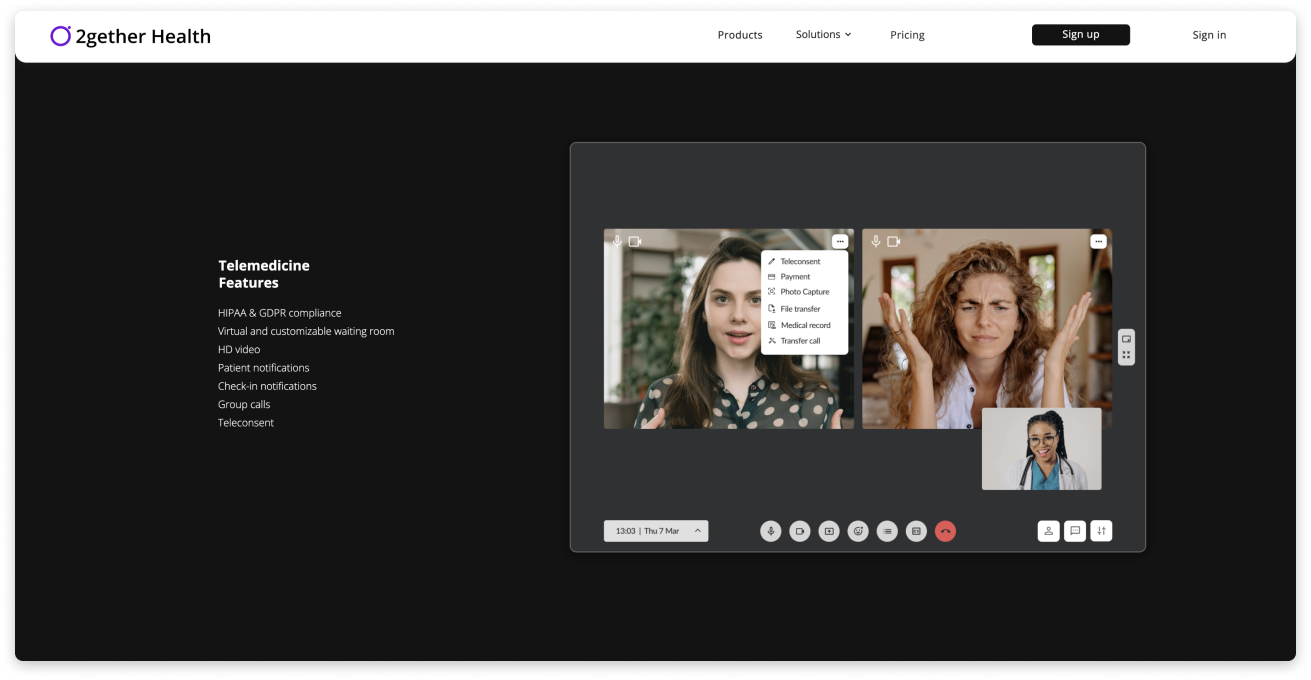 2gether Health
Products
Solutions
Pricing
Sign up
Sign in
Telemedicine
Features
HIPAA & GDPR compliance
Virtual and customizable waiting room
HD video
Patient notifications
Check-in notifications
Group calls
Teleconsent
Teleconsent
Payment
Photo Capture
File transfer
Medical record
Transfer call
13:03 | Thu 7 Mar